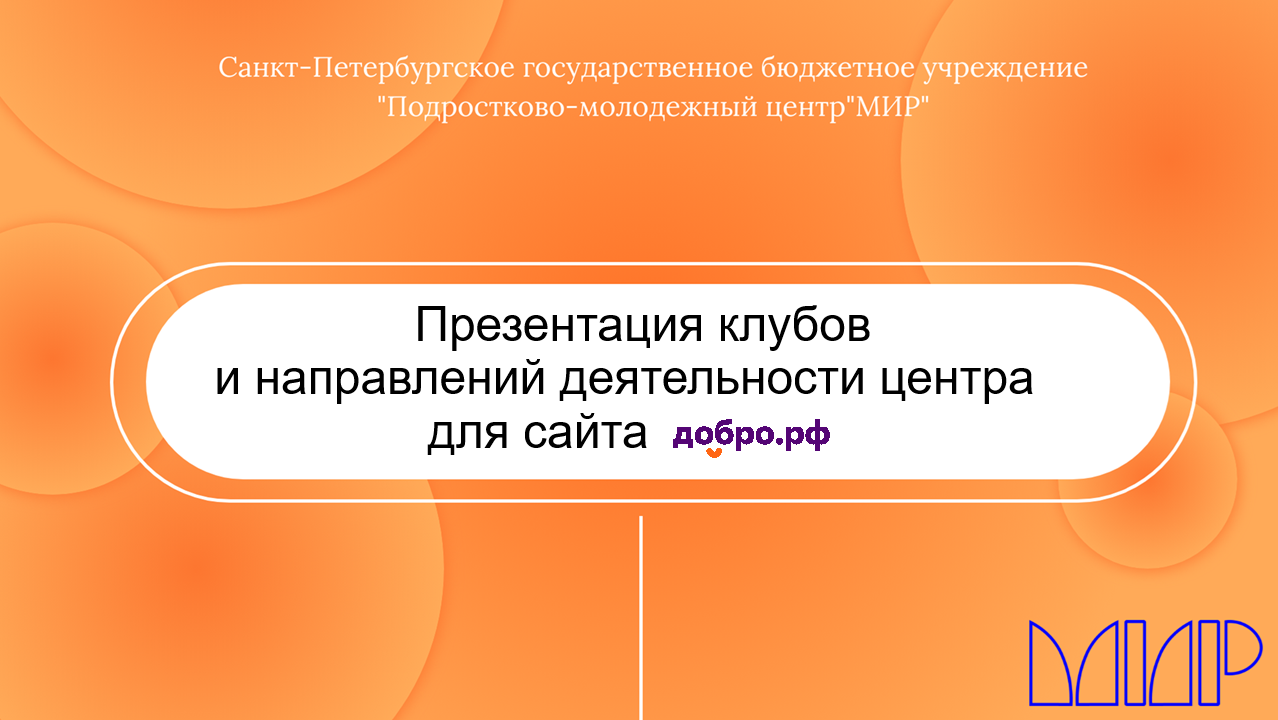 Санкт-Петербургское государственное бюджетное учреждение
"Подростково-молодежный центр"МИР"
Презентация клубов
и направлений деятельности центра
для сайта добро.рф
МИР